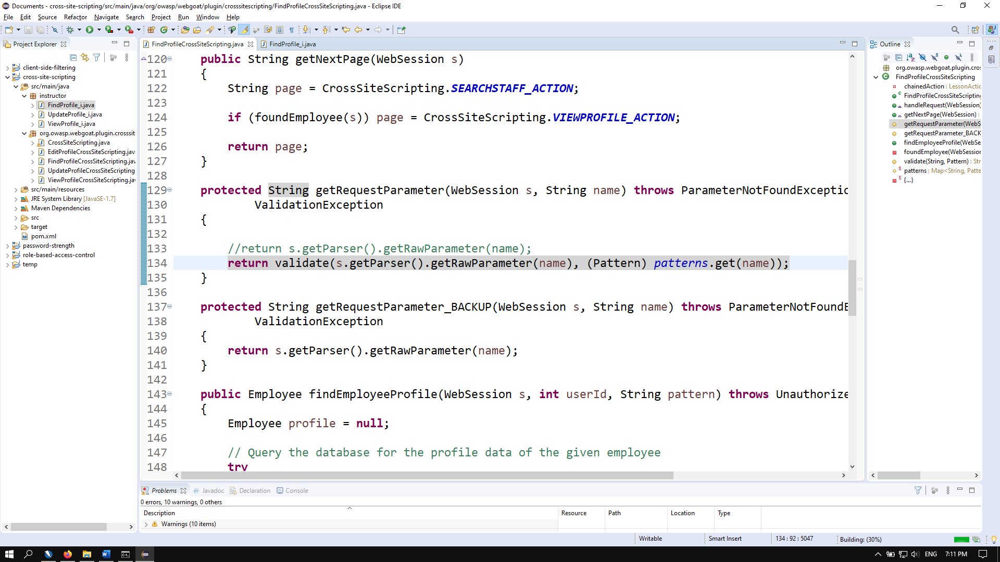 Documents - cross-site-scripting/src/main/java/org/owasp/webgoat/plugin/crosssitescripting/FindProfileCrossSiteScripting.java - Eclipse IDE
File Edit Source Refactor Navigate Search Project Run Window Help
Project Explorer
client-side-filtering
cross-site-scripting
src/main/java
instructor
FindProfile_i.java
UpdateProfile_i.java
ViewProfile_i.java
org.owasp.webgoat.plugin.crosssit
CrossSiteScripting.java
EditProfileCrossSiteScripting.jav
FindProfileCrossSiteScripting.jav
UpdateProfileCrossSiteScripting
ViewProfileCrossSiteScripting.jav
src/main/resources
JRE System Library [JavaSE-1.7]
Maven Dependencies
src
target
pom.xml
password-strength
role-based-access-control
temp
FindProfileCrossSiteScripting.java
FindProfile_i.java
120 public String getNextPage(WebSession s)
121 {
122 String page = CrossSiteScripting.SEARCHSTAFF_ACTION;
123
124 if (foundEmployee(s)) page = CrossSiteScripting.VIEWPROFILE_ACTION;
125
126 return page;
127 }
128
129 protected String getRequestParameter(WebSession s, String name) throws ParameterNotFoundExceptio
130 ValidationException
131 {
132
133 //return s.getParser().getRawParameter(name);
134 return validate(s.getParser().getRawParameter(name), (Pattern) patterns.get(name));
135 }
136
137 protected String getRequestParameter_BACKUP(WebSession s, String name) throws ParameterNotFoundE
138 ValidationException
139 {
140 return s.getParser().getRawParameter(name);
141 }
142
143 public Employee findEmployeeProfile(WebSession s, int userId, String pattern) throws Unauthorize
144 {
145 Employee profile = null;
146
147 // Query the database for the profile data of the given employee
148 try
Outline
org.owasp.webgoat.plugin.cros
FindProfileCrossSiteScripting
chainedAction : LessonActio
FindProfileCrossSiteScripting
handleRequest(WebSession)
getNextPage(WebSession) :
getRequestParameter(WebS
getRequestParameter_BACK
findEmployeeProfile(WebSe
foundEmployee(WebSession
validate(String, Pattern) : Str
patterns : Map<String, Patte
{...}
Problems @ Javadoc Declaration Console
0 errors, 10 warnings, 0 others
Description Resource Path Location Type
Warnings (10 items)
Writable Smart Insert 134 : 92 : 5047 Building: (30%)
ENG 7:11 PM